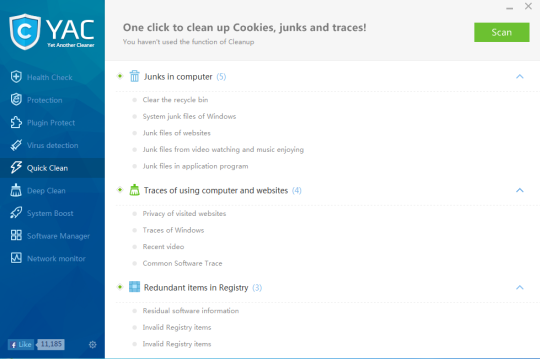 YAC
Yet Another Cleaner
Health Check
Protection
Plugin Protect
Virus detection
Quick Clean
Deep Clean
System Boost
Software Manager
Network monitor
f Like 11,185
One click to clean up Cookies, junks and traces!
You haven't used the function of Cleanup
Scan
Junks in computer (5)
Clear the recycle bin
System junk files of Windows
Junk files of websites
Junk files from video watching and music enjoying
Junk files in application program
Traces of using computer and websites (4)
Privacy of visited websites
Traces of Windows
Recent video
Common Software Trace
Redundant items in Registry (3)
Residual software information
Invalid Registry items
Invalid Registry items